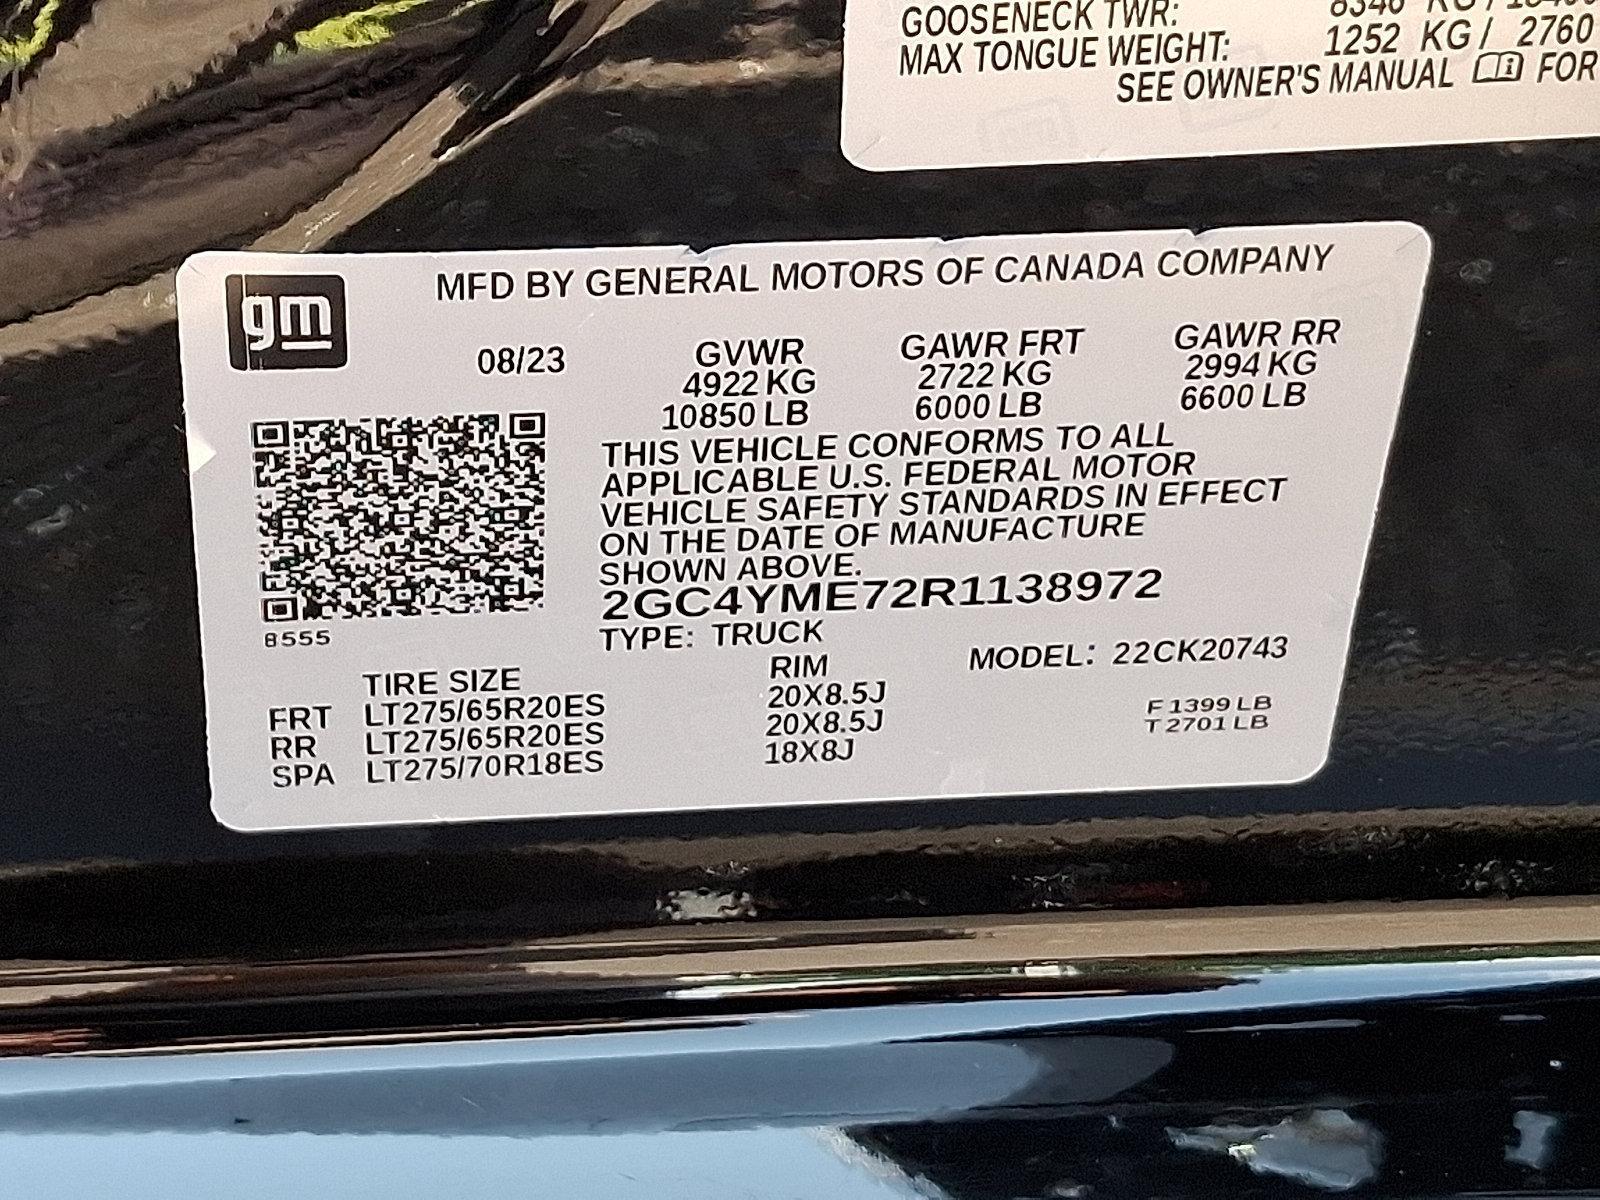 GOOSENECK TWR: 8346 KG /
MAX TONGUE WEIGHT: 1252 KG / 2760
SEE OWNER'S MANUAL FOR
gm
MFD BY GENERAL MOTORS OF CANADA COMPANY
08/23 GVWR GAWR FRT GAWR RR
4922 KG 2722 KG 2994 KG
10850 LB 6000 LB 6600 LB
THIS VEHICLE CONFORMS TO ALL
APPLICABLE U.S. FEDERAL MOTOR
VEHICLE SAFETY STANDARDS IN EFFECT
ON THE DATE OF MANUFACTURE
SHOWN ABOVE.
2GC4YME72R1138972
8555
TYPE: TRUCK
MODEL: 22CK20743
TIRE SIZE RIM
FRT LT275/65R20ES 20X8.5J
RR LT275/65R20ES 20X8.5J
SPA LT275/70R18ES 18X8J
F 1399 LB
T 2701 LB